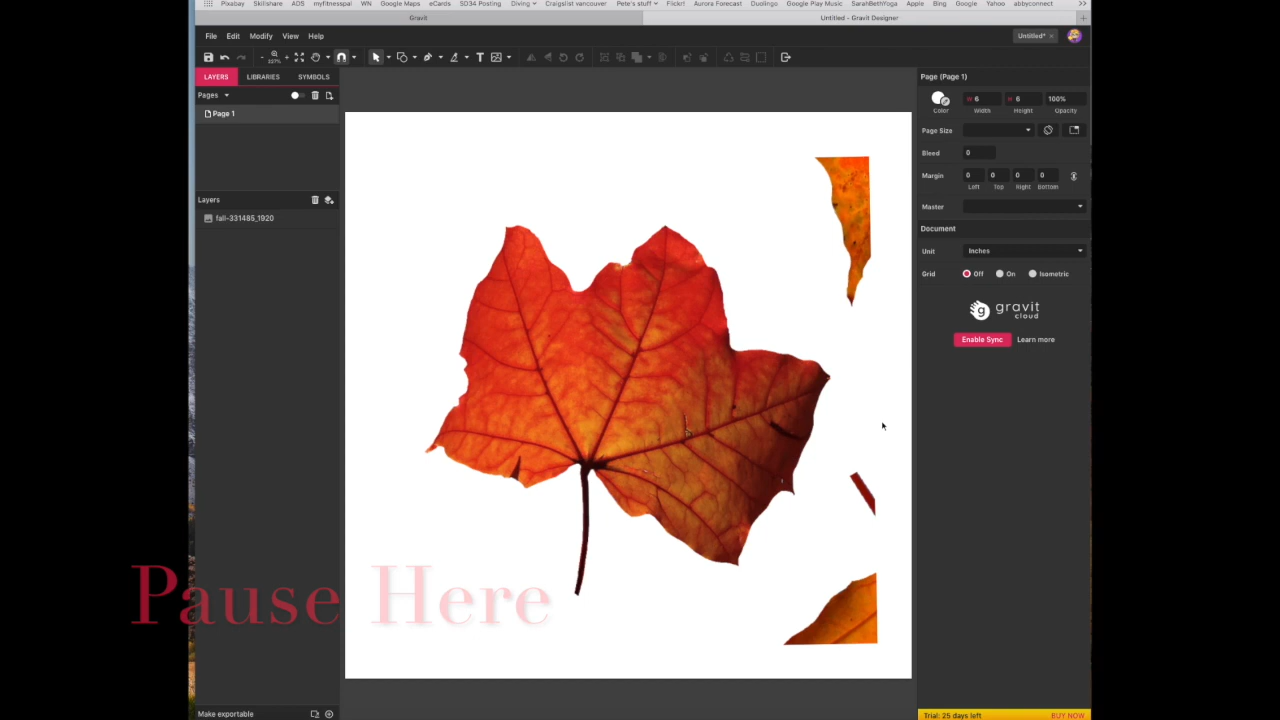 Pixabay Skillshare ADS myfitnesspal WN Google Maps eCards SD34 Posting Diving Craigslist vancouver Pete's stuff Flickr! Aurora Forecast Duolingo Google Play Music SarahBethYoga Apple Bing Google Yahoo abbyconnect >>
Gravit Untitled - Gravit Designer +
File Edit Modify View Help Untitled*
- 227% + T
LAYERS LIBRARIES SYMBOLS Page (Page 1)
Pages
W 6 H 6 100%
Color Width Height Opacity
Page 1
Page Size
Bleed 0
Margin 0 0 0 0
Left Top Right Bottom
Layers
Master
fall-331485_1920
Document
Unit Inches
Grid Off On Isometric
g gravit
cloud
Enable Sync Learn more
Pause Here
Make exportable
Trial: 25 days left BUY NOW